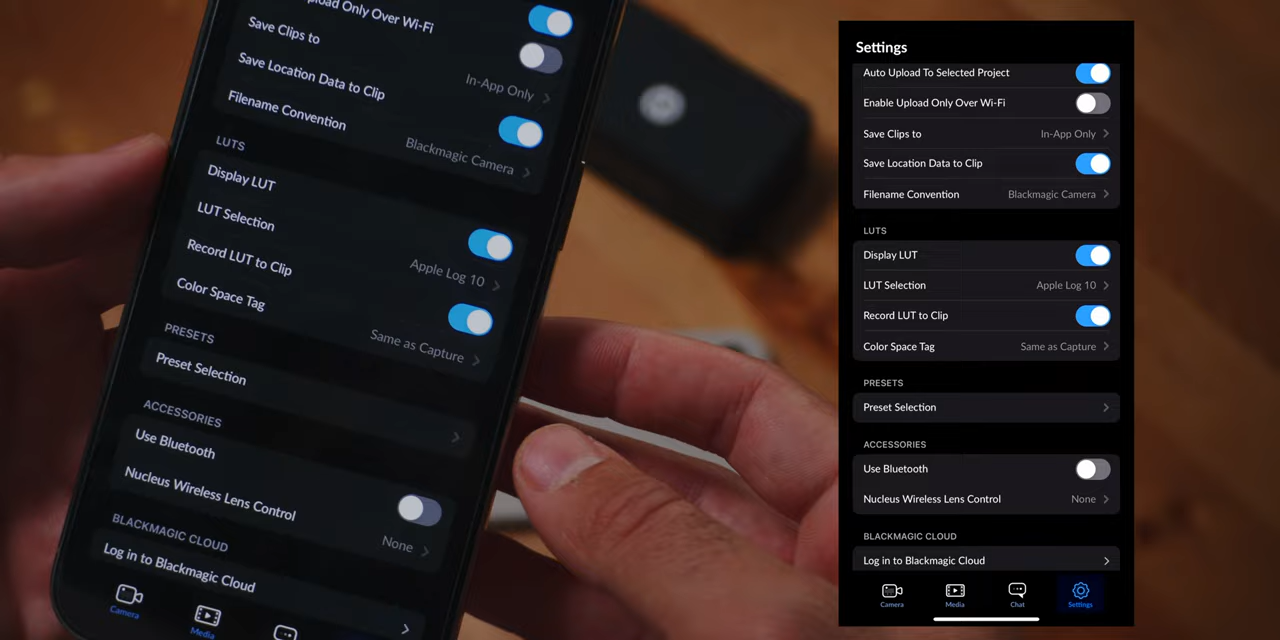 pload Only Over Wi-Fi
Save Clips to
In-App Only
Save Location Data to Clip
Filename Convention
Blackmagic Camera
LUTS
Display LUT
LUT Selection
Apple Log 10
Record LUT to Clip
Color Space Tag
Same as Capture
PRESETS
Preset Selection
ACCESSORIES
Use Bluetooth
Nucleus Wireless Lens Control
None
BLACKMAGIC CLOUD
Log in to Blackmagic Cloud
Camera
Media
Settings
Auto Upload To Selected Project
Enable Upload Only Over Wi-Fi
Save Clips to In-App Only
Save Location Data to Clip
Filename Convention Blackmagic Camera
LUTS
Display LUT
LUT Selection Apple Log 10
Record LUT to Clip
Color Space Tag Same as Capture
PRESETS
Preset Selection
ACCESSORIES
Use Bluetooth
Nucleus Wireless Lens Control None
BLACKMAGIC CLOUD
Log in to Blackmagic Cloud
Camera Media Chat Settings